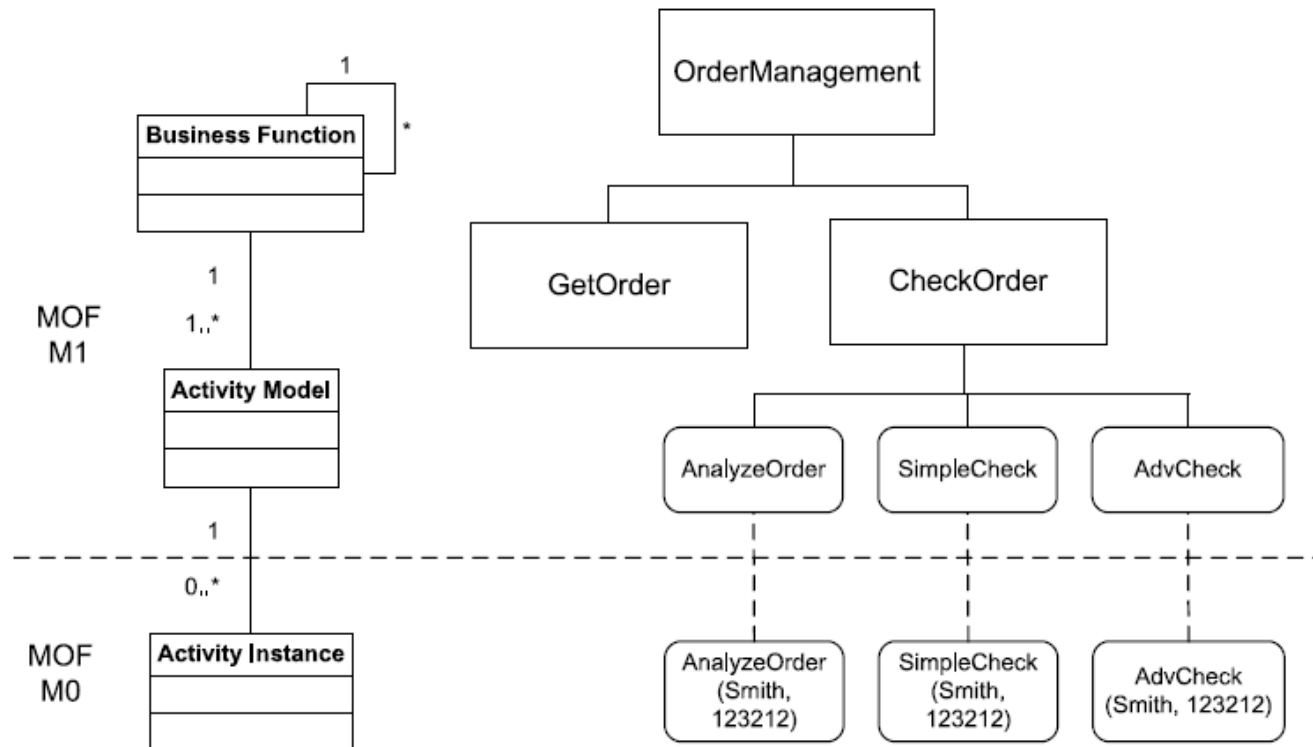 1
OrderManagement
Business Function
*
GetOrder
CheckOrder
1
1..*
MOF
M1
Activity Model
AnalyzeOrder
SimpleCheck
AdvCheck
1
0..*
MOF
M0
Activity Instance
AnalyzeOrder
(Smith,
123212)
SimpleCheck
(Smith,
123212)
AdvCheck
(Smith, 123212)